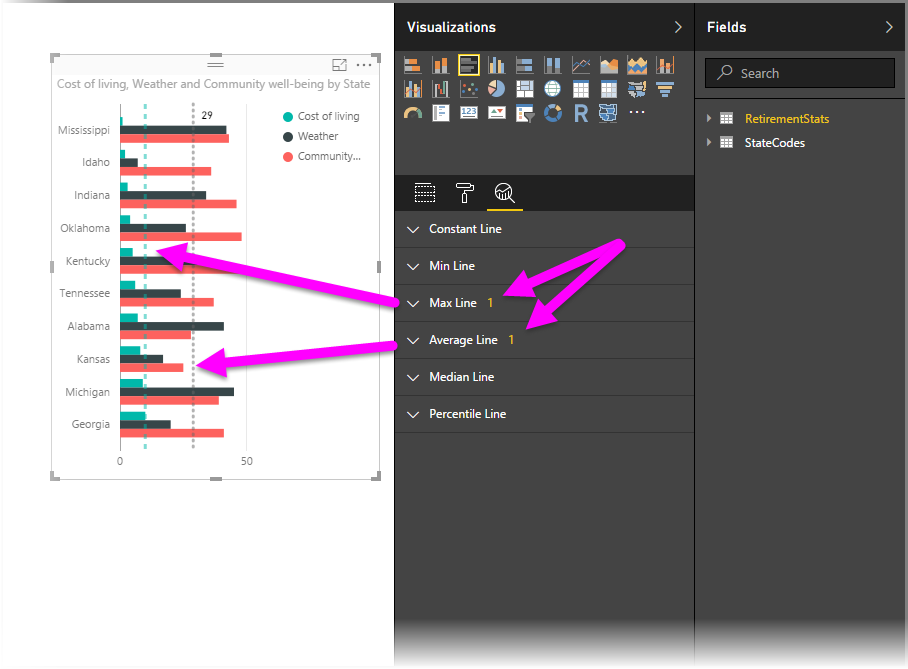 Visualizations
Fields
Search
RetirementStats
StateCodes
Cost of living, Weather and Community well-being by State
29
Cost of living
Weather
Community...
Mississippi
Idaho
Indiana
Oklahoma
Kentucky
Tennessee
Alabama
Kansas
Michigan
Georgia
0 50
Constant Line
Min Line
Max Line 1
Average Line 1
Median Line
Percentile Line
R
123